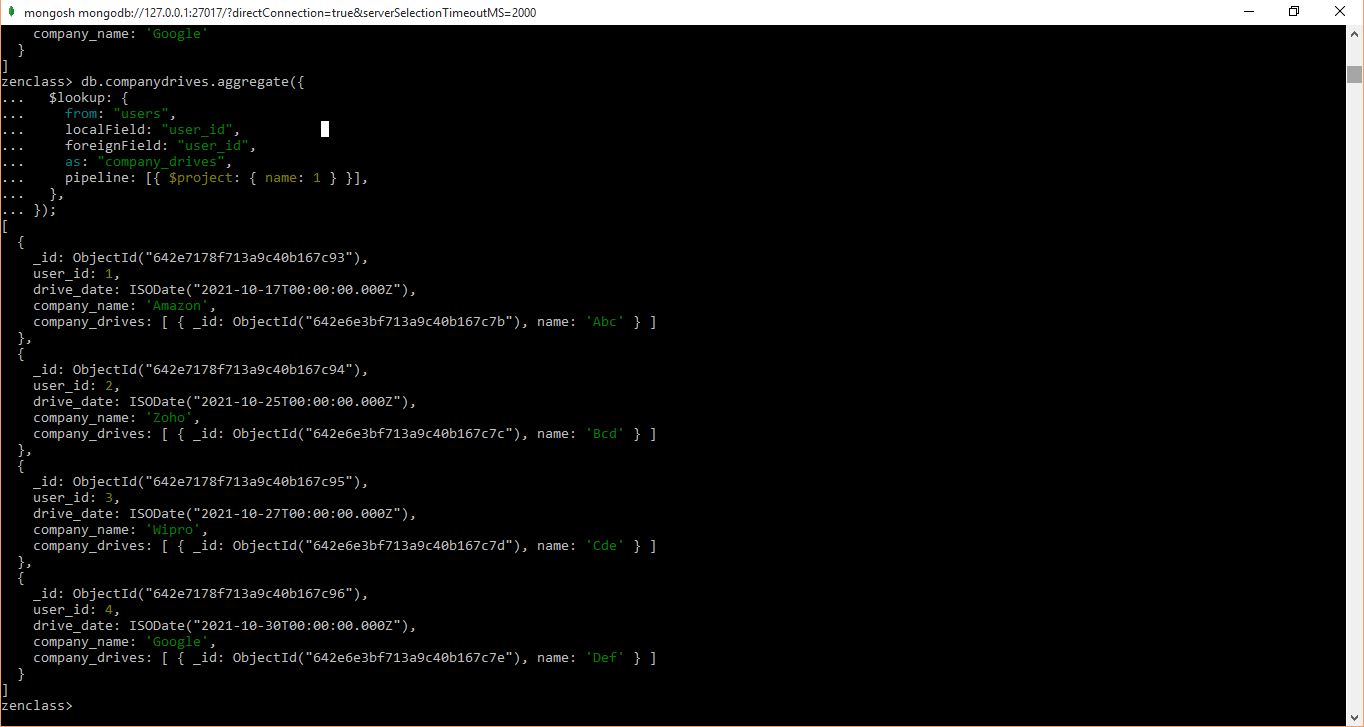 mongosh mongodb://127.0.0.1:27017/?directConnection=true&serverSelectionTimeoutMS=2000
    company_name: 'Google'
  }
]
zenclass> db.companydrives.aggregate({
...   $lookup: {
...     from: "users",
...     localField: "user_id",
...     foreignField: "user_id",
...     as: "company_drives",
...     pipeline: [{ $project: { name: 1 } }],
...   },
... });
[
  {
    _id: ObjectId("642e7178f713a9c40b167c93"),
    user_id: 1,
    drive_date: ISODate("2021-10-17T00:00:00.000Z"),
    company_name: 'Amazon',
    company_drives: [ { _id: ObjectId("642e6e3bf713a9c40b167c7b"), name: 'Abc' } ]
  },
  {
    _id: ObjectId("642e7178f713a9c40b167c94"),
    user_id: 2,
    drive_date: ISODate("2021-10-25T00:00:00.000Z"),
    company_name: 'Zoho',
    company_drives: [ { _id: ObjectId("642e6e3bf713a9c40b167c7c"), name: 'Bcd' } ]
  },
  {
    _id: ObjectId("642e7178f713a9c40b167c95"),
    user_id: 3,
    drive_date: ISODate("2021-10-27T00:00:00.000Z"),
    company_name: 'Wipro',
    company_drives: [ { _id: ObjectId("642e6e3bf713a9c40b167c7d"), name: 'Cde' } ]
  },
  {
    _id: ObjectId("642e7178f713a9c40b167c96"),
    user_id: 4,
    drive_date: ISODate("2021-10-30T00:00:00.000Z"),
    company_name: 'Google',
    company_drives: [ { _id: ObjectId("642e6e3bf713a9c40b167c7e"), name: 'Def' } ]
  }
]
zenclass>